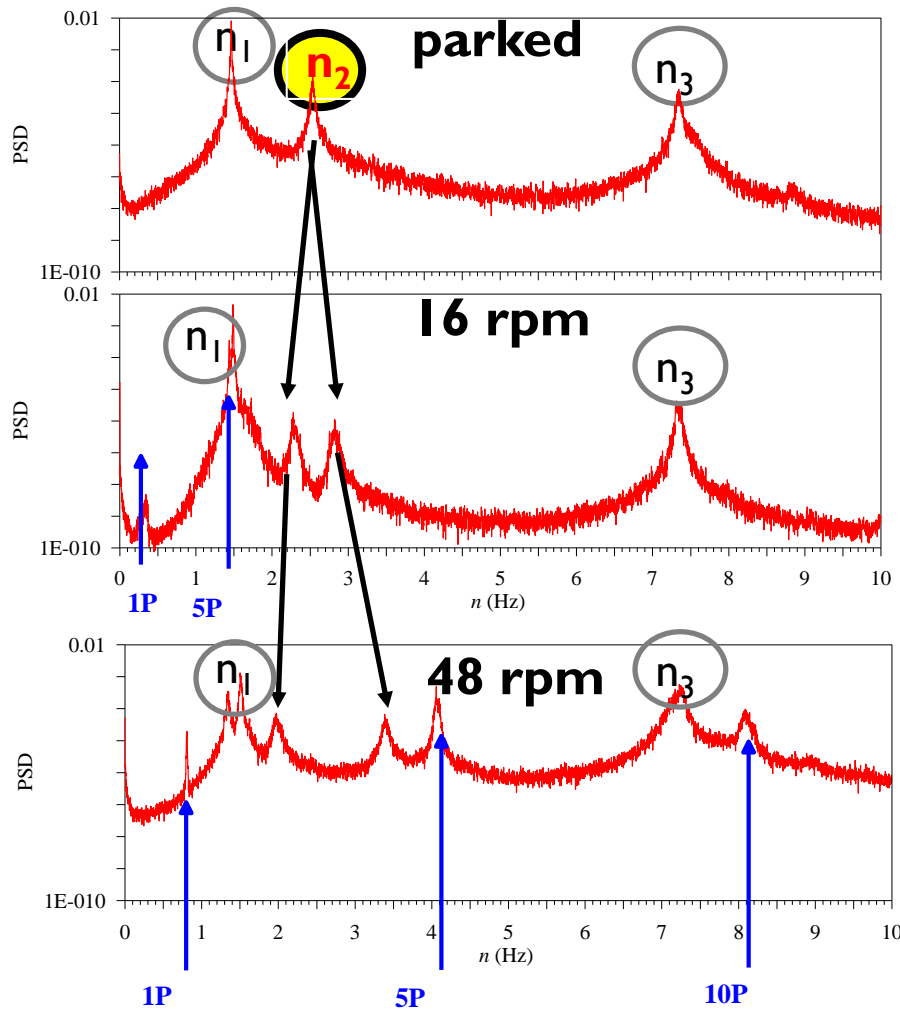 0.01
parked
n1
n2
n3
PSD
1E-010
0.01
16 rpm
n1
n3
PSD
1E-010
0 1 2 3 4 5 6 7 8 9 10
n (Hz)
1P
5P
0.01
48 rpm
n1
n3
PSD
1E-010
0 1 2 3 4 5 6 7 8 9 10
n (Hz)
1P
5P
10P